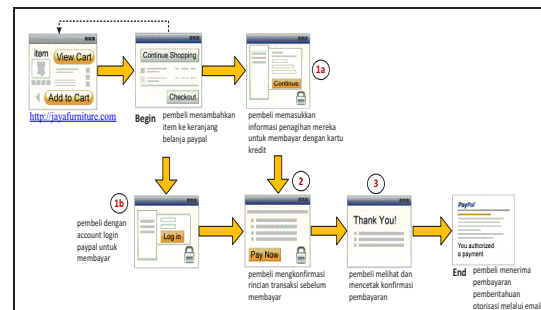 item
View Cart
Add to Cart
http://jayafurniture.com
Continue Shopping
Checkout
Begin
pembeli menambahkan
item ke keranjang
belanja paypal
Continue
1a
pembeli memasukkan
informasi penagihan mereka
untuk membayar dengan kartu
kredit
1b
pembeli dengan
account login
paypal untuk
membayar
Log in
2
Pay Now
pembeli mengkonfirmasi
rincian transaksi sebelum
membayar
3
Thank You!
pembeli melihat dan
mencetak konfirmasi
pembayaran
PayPal
You authorized
a payment
End
pembeli menerima
pembayaran
pemberitahuan
otorisasi melalui email